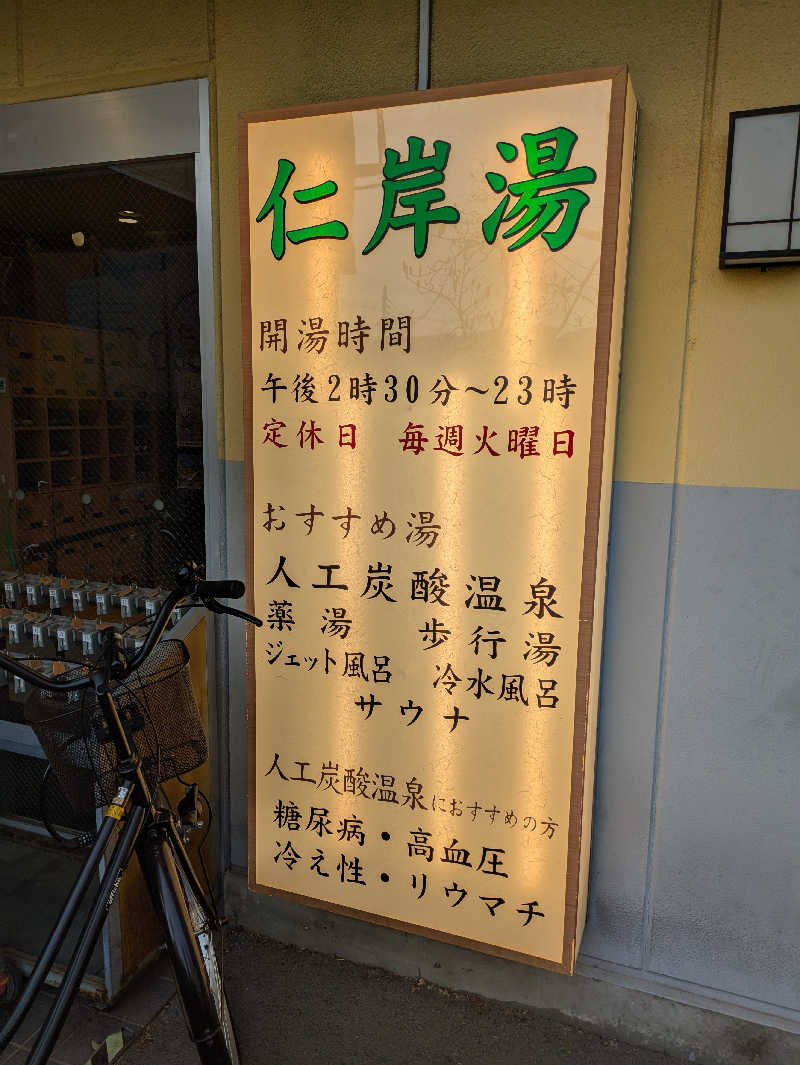 仁岸湯
開湯時間
午後2時30分～23時
定休日 毎週火曜日
おすすめ湯
人工炭酸温泉
薬湯 歩行湯
ジェット風呂 冷水風呂
サウナ
人工炭酸温泉におすすめの方
糖尿病・高血圧
冷え性・リウマチ